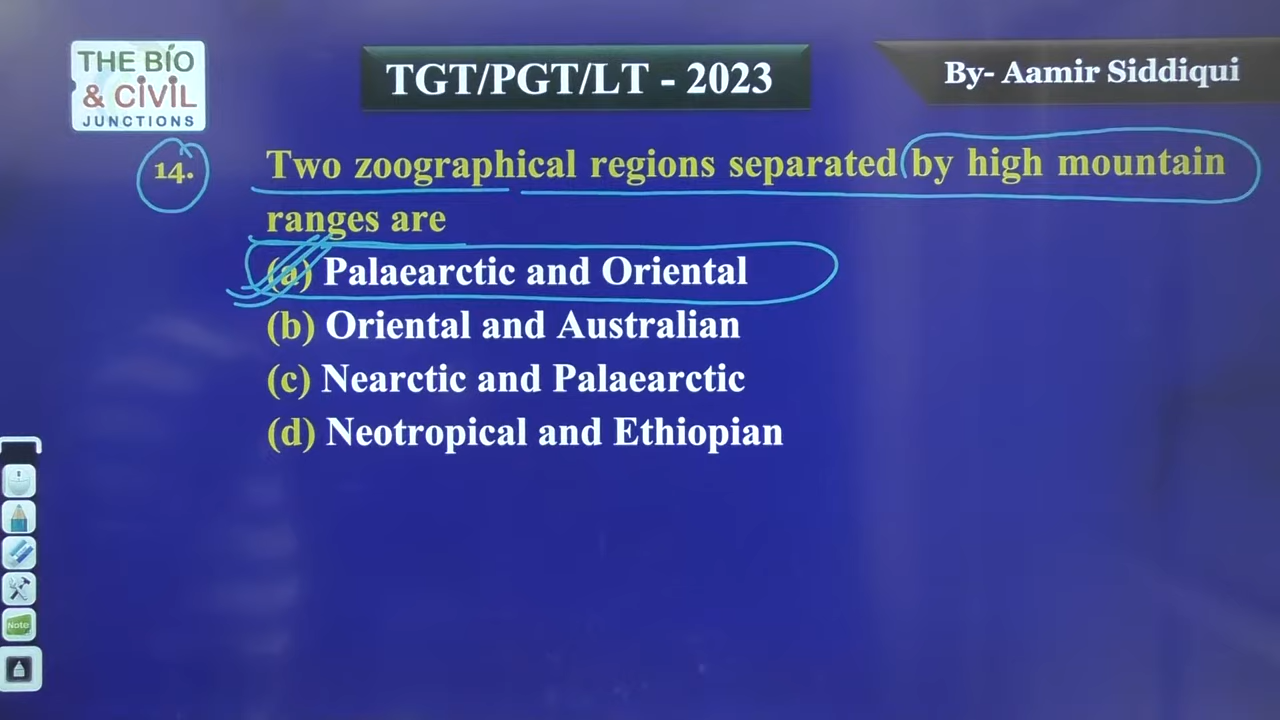 THE BIO
& CIVIL
JUNCTIONS
TGT/PGT/LT - 2023
By- Aamir Siddiqui
14. Two zoographical regions separated by high mountain
ranges are
(a) Palaearctic and Oriental
(b) Oriental and Australian
(c) Nearctic and Palaearctic
(d) Neotropical and Ethiopian
Note